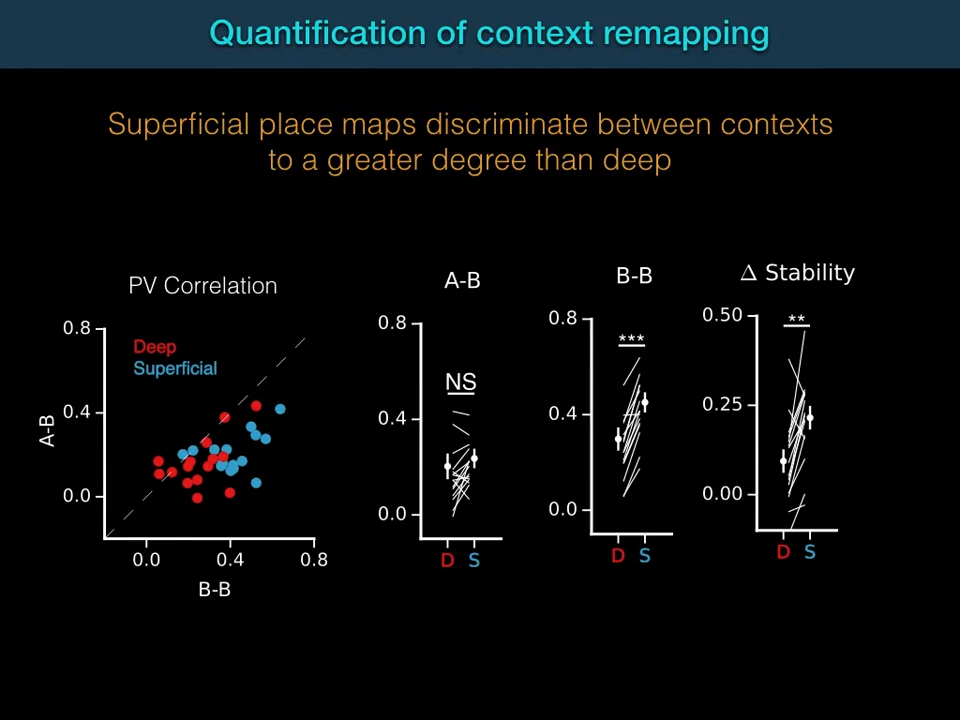 Quantification of context remapping
Superficial place maps discriminate between contexts
to a greater degree than deep
PV Correlation
0.8
0.4
0.0
A-B
Deep
Superficial
0.0 0.4 0.8
B-B
A-B
0.8
0.4
0.0
NS
D S
B-B
0.8
0.4
0.0
***
D S
Δ Stability
0.50
0.25
0.00
**
D S